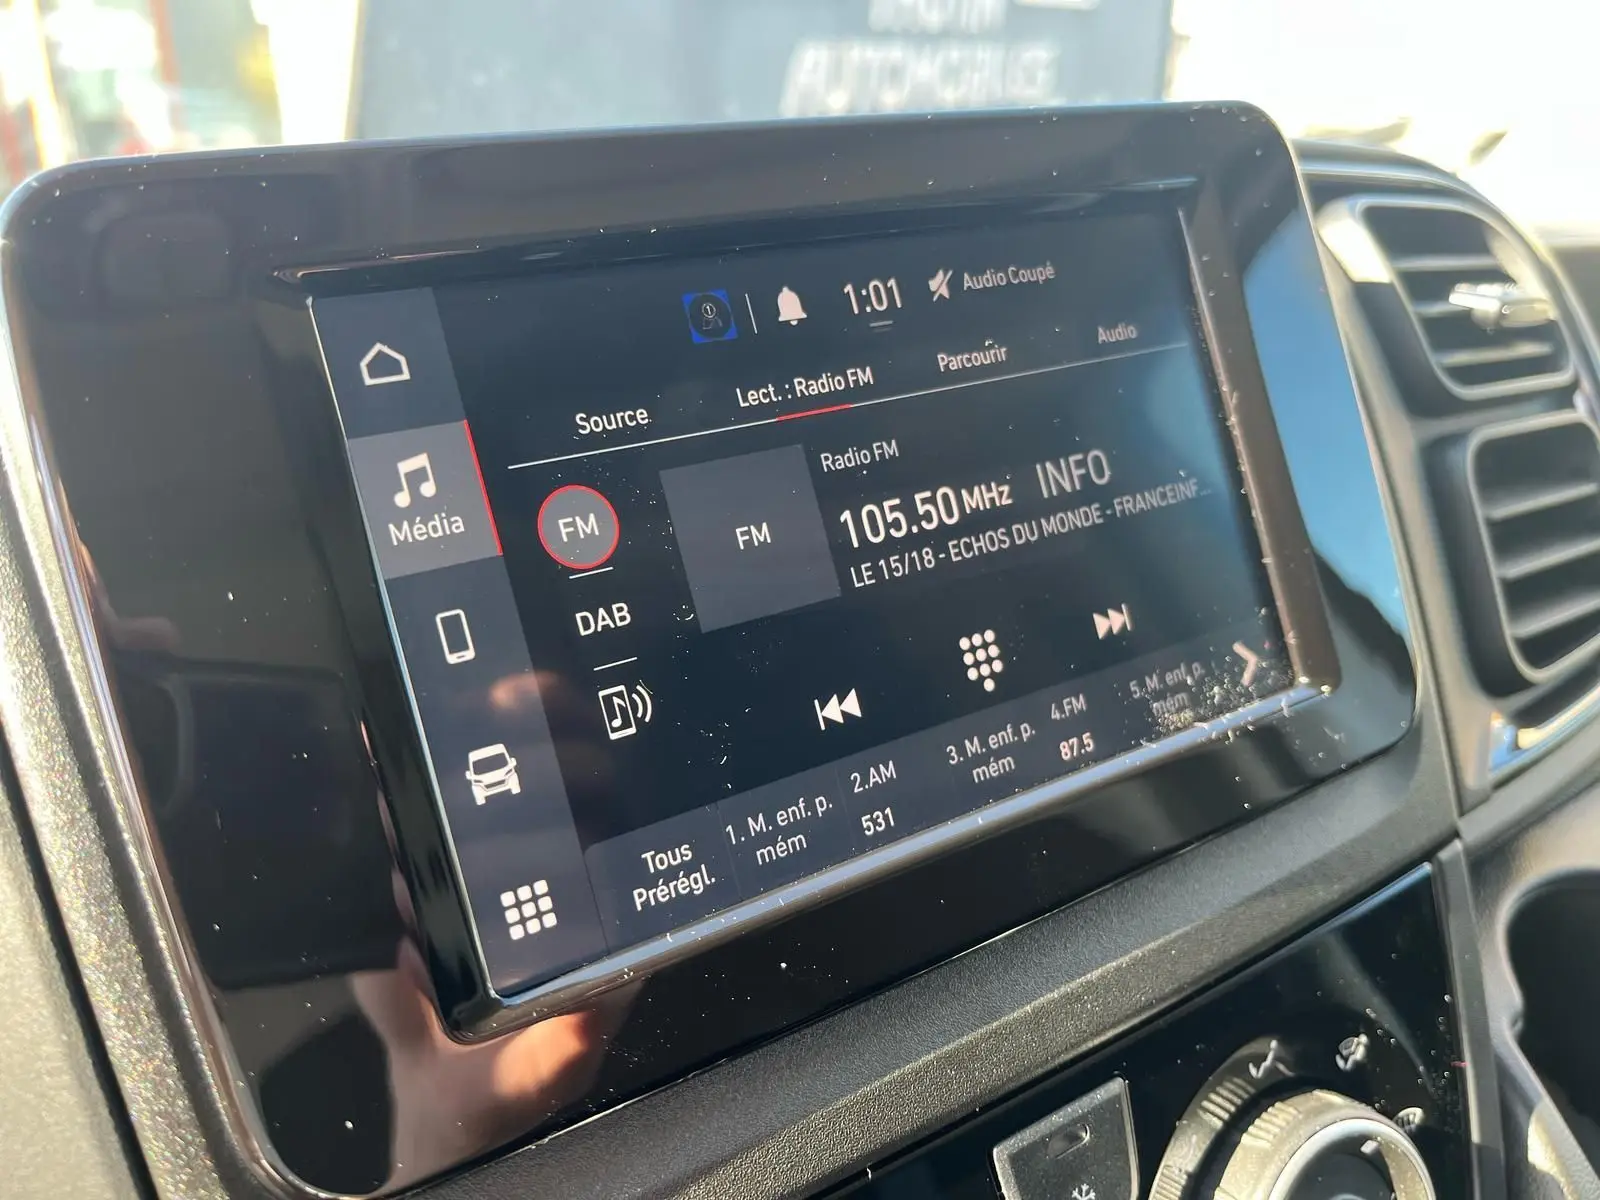 AUTOMOBILES
1:01
Audio Coupé
Source
Lect. : Radio FM
Parcourir
Audio
Média
FM
DAB
FM
Radio FM
105.50 MHz INFO
LE 15/18 - ECHOS DU MONDE - FRANCEINF...
Tous
Prérégl.
1. M. enf. p.
mém
2.AM
531
3. M. enf. p.
mém
4.FM
87.5
5. M. enf. p.
mém